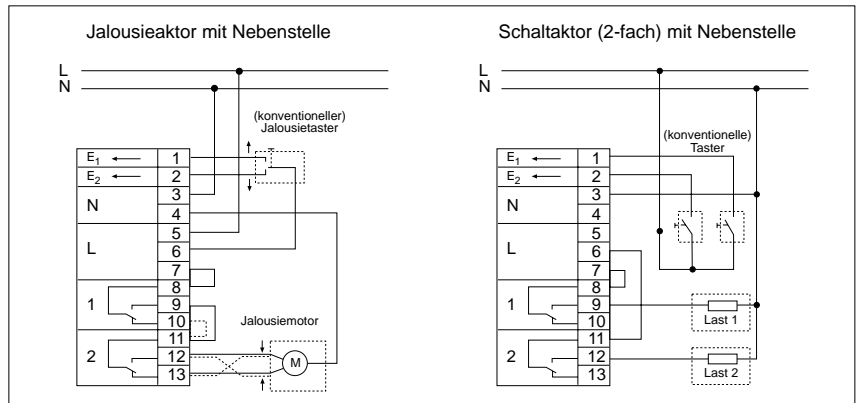 Jalousieaktor mit Nebenstelle
L
N
(konventioneller)
Jalousietaster
E1
1
E2
2
3
N
4
5
L
6
7
8
1
9
10
11
2
12
13
Jalousiemotor
M
Schaltaktor (2-fach) mit Nebenstelle
L
N
(konventionelle)
Taster
E1
1
E2
2
3
N
4
5
L
6
7
8
1
9
10
11
2
12
13
Last 1
Last 2